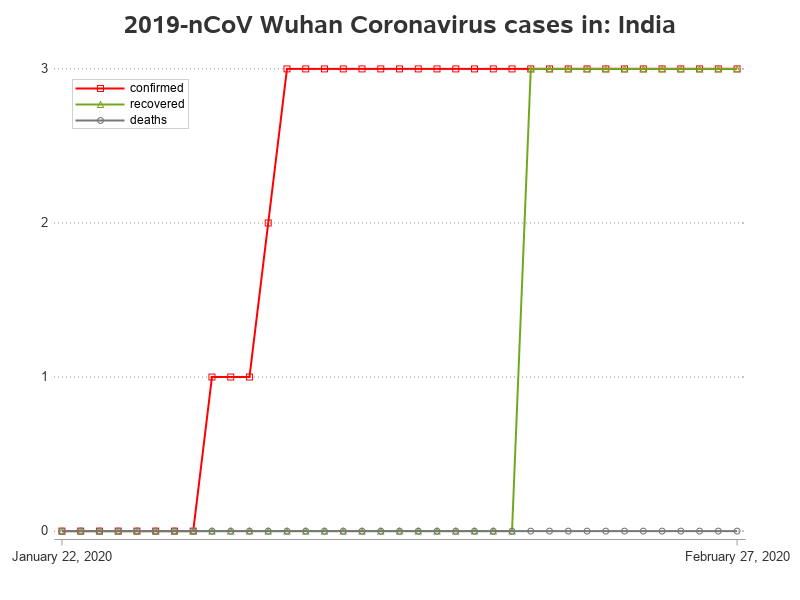 2019-nCoV Wuhan Coronavirus cases in: India
3
confirmed
recovered
deaths
2
1
0
January 22, 2020
February 27, 2020